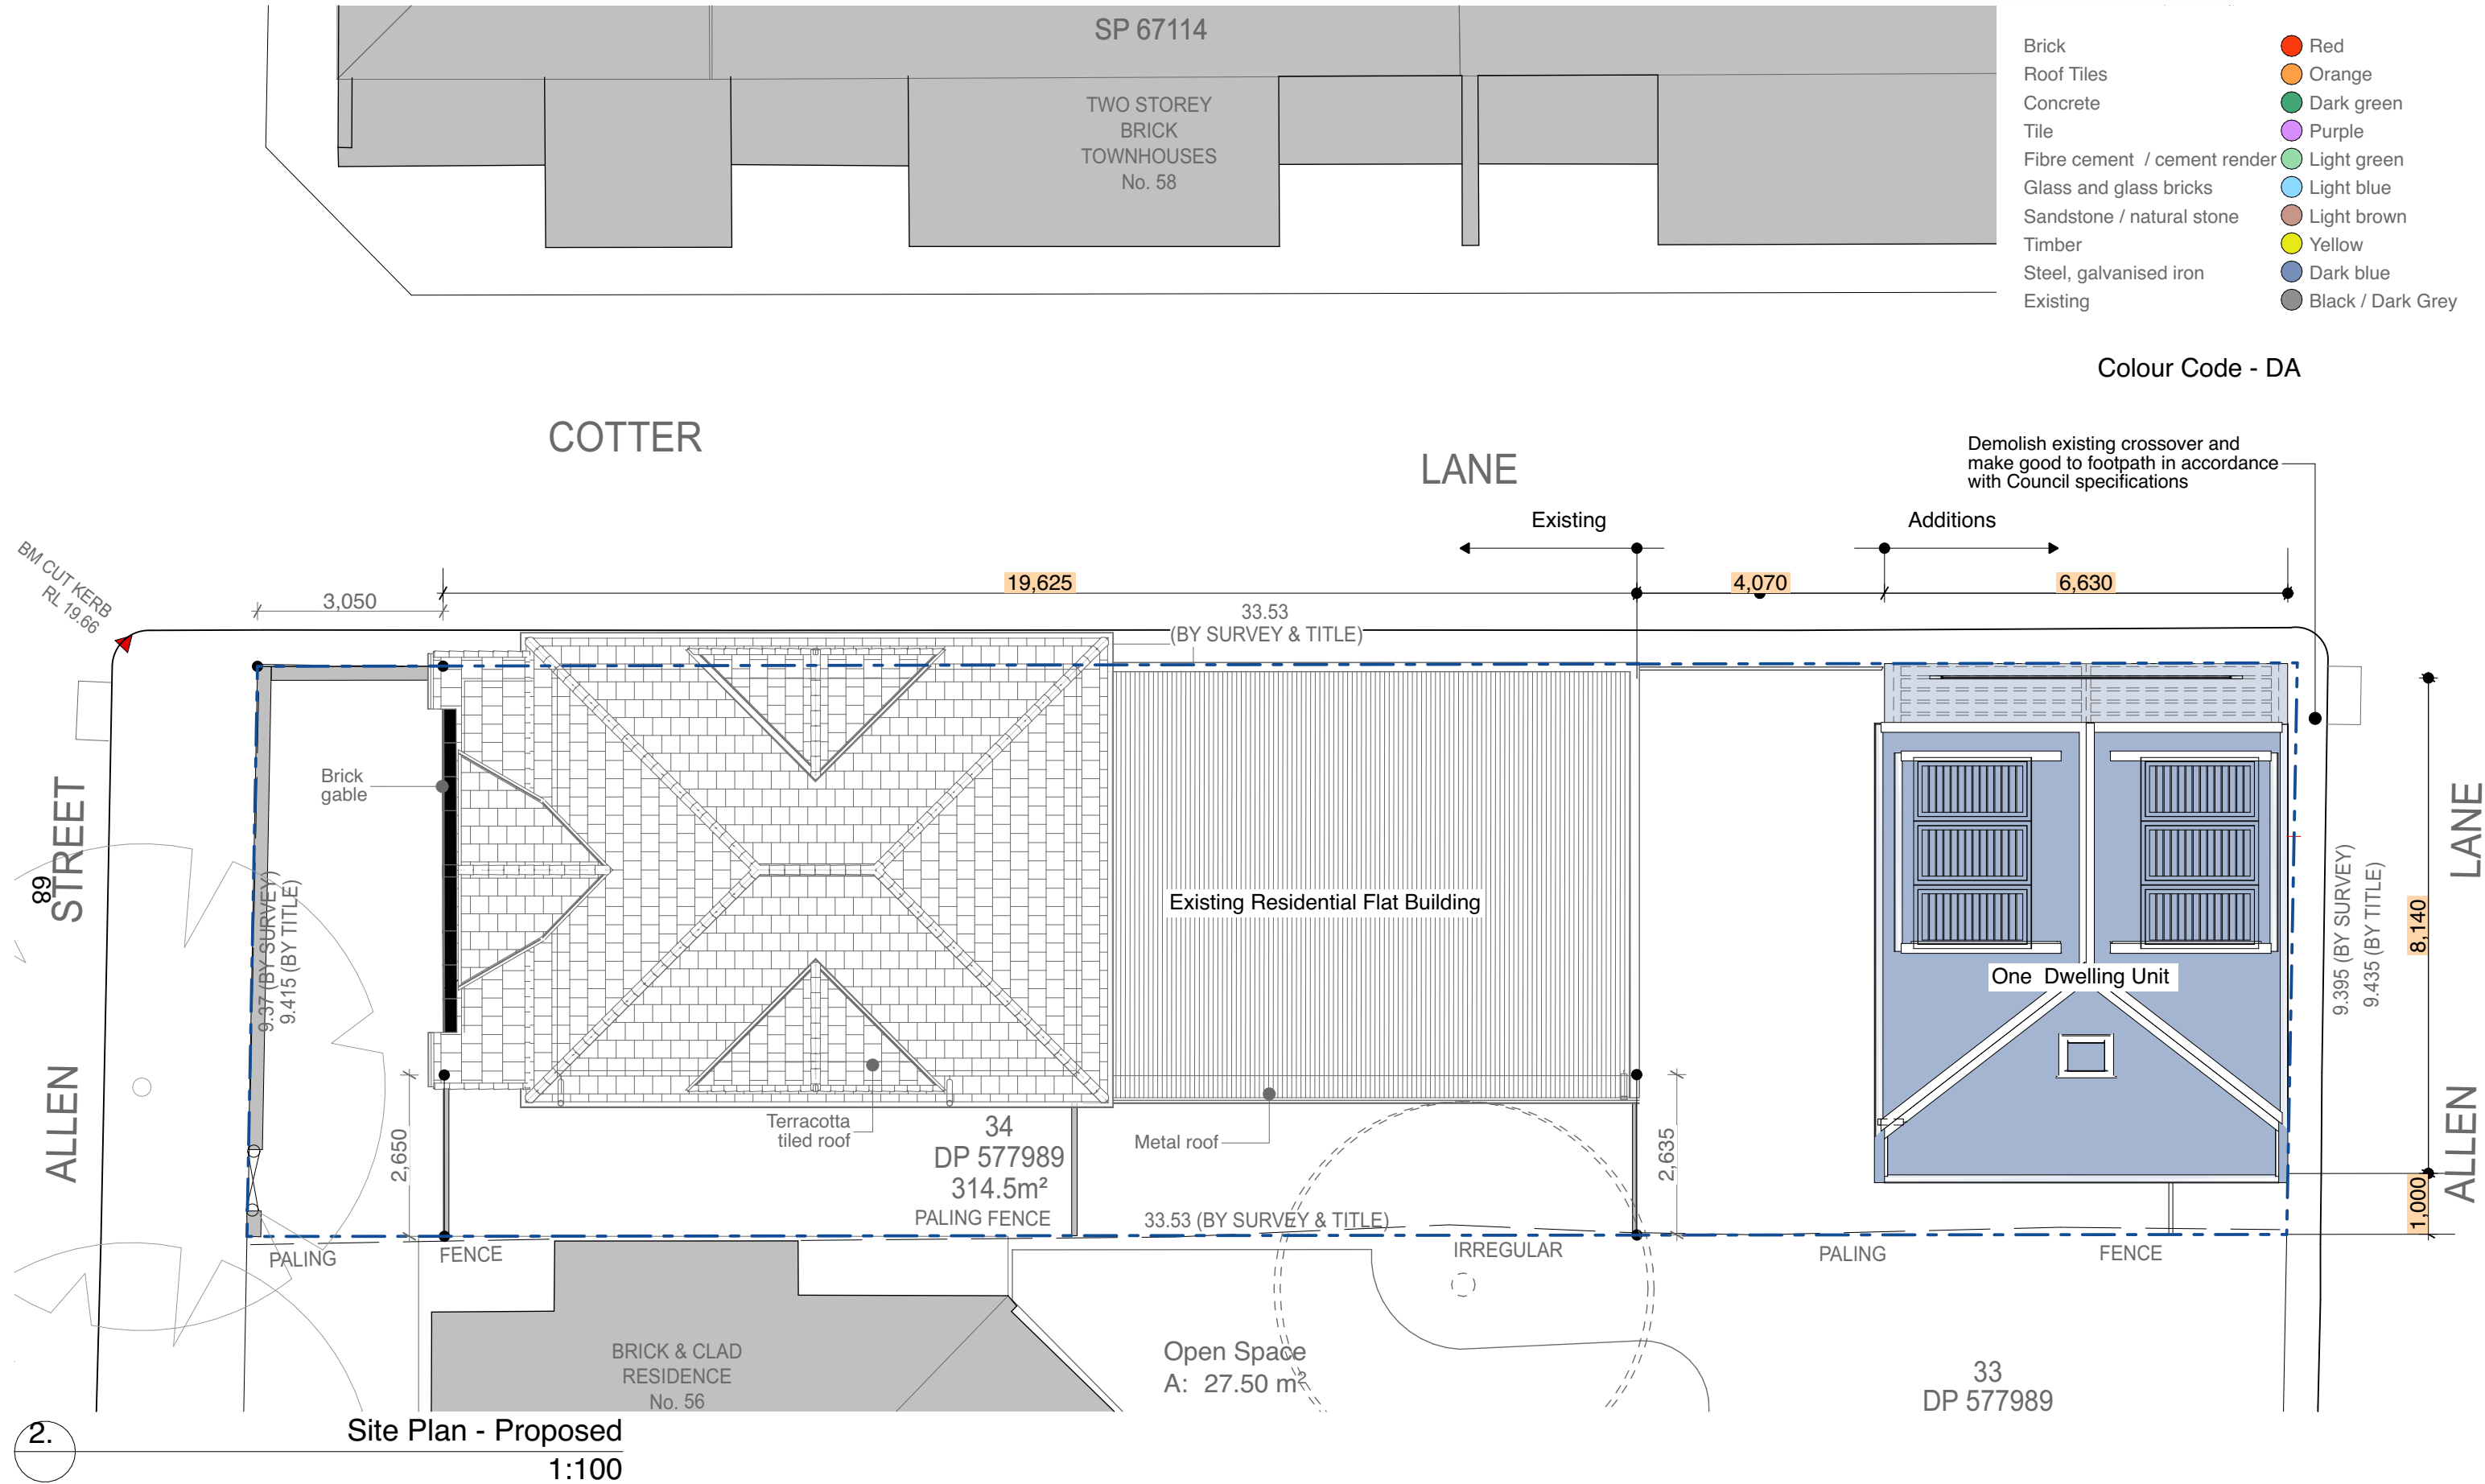 SP 67114
TWO STOREY
BRICK
TOWNHOUSES
No. 58
Brick Red
Roof Tiles Orange
Concrete Dark green
Tile Purple
Fibre cement / cement render Light green
Glass and glass bricks Light blue
Sandstone / natural stone Light brown
Timber Yellow
Steel, galvanised iron Dark blue
Existing Black / Dark Grey
Colour Code - DA
COTTER
LANE
Demolish existing crossover and
make good to footpath in accordance
with Council specifications
Existing
Additions
BM CUT KERB
RL 19.66
3,050
19,625
4,070
6,630
33.53
(BY SURVEY & TITLE)
Brick
gable
ALLEN STREET
68
9.37 (BY SURVEY)
9.415 (BY TITLE)
Existing Residential Flat Building
One Dwelling Unit
9.395 (BY SURVEY)
9.435 (BY TITLE)
8,140
1,000
ALLEN LANE
2,650
Terracotta
tiled roof
34
DP 577989
314.5m²
PALING FENCE
Metal roof
2,635
33.53 (BY SURVEY & TITLE)
PALING
FENCE
IRREGULAR
PALING
FENCE
BRICK & CLAD
RESIDENCE
No. 56
Open Space
A: 27.50 m²
33
DP 577989
2.
Site Plan - Proposed
1:100